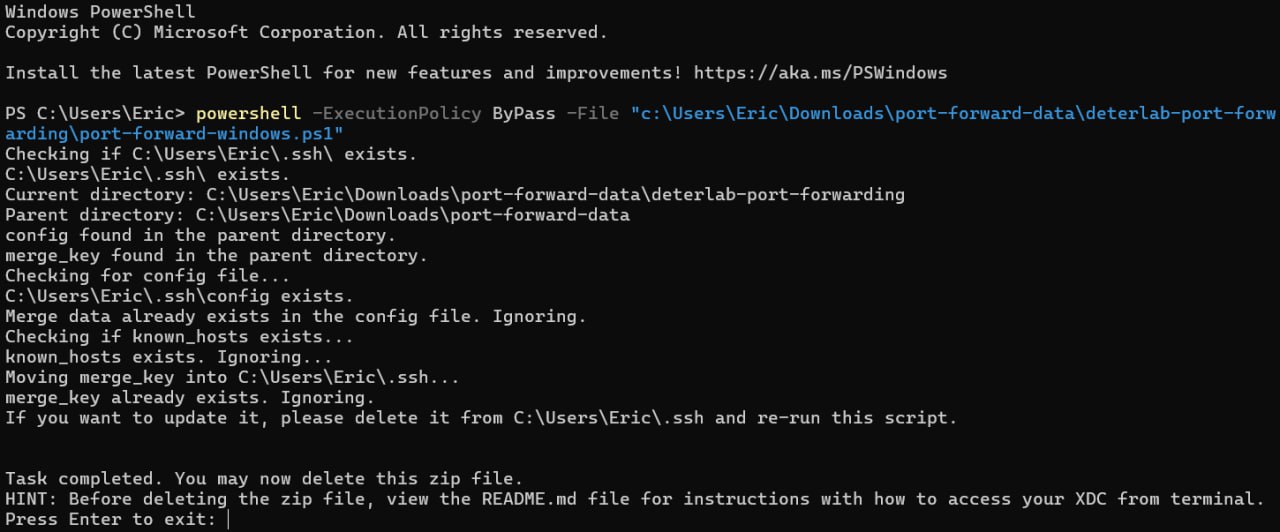 Windows PowerShell
Copyright (C) Microsoft Corporation. All rights reserved.
Install the latest PowerShell for new features and improvements! https://aka.ms/PSWindows
PS C:\Users\Eric> powershell -ExecutionPolicy ByPass -File "c:\Users\Eric\Downloads\port-forward-data\deterlab-port-forw
arding\port-forward-windows.ps1"
Checking if C:\Users\Eric\.ssh\ exists.
C:\Users\Eric\.ssh\ exists.
Current directory: C:\Users\Eric\Downloads\port-forward-data\deterlab-port-forwarding
Parent directory: C:\Users\Eric\Downloads\port-forward-data
config found in the parent directory.
merge_key found in the parent directory.
Checking for config file...
C:\Users\Eric\.ssh\config exists.
Merge data already exists in the config file. Ignoring.
Checking if known_hosts exists...
known_hosts exists. Ignoring...
Moving merge_key into C:\Users\Eric\.ssh...
merge_key already exists. Ignoring.
If you want to update it, please delete it from C:\Users\Eric\.ssh and re-run this script.
Task completed. You may now delete this zip file.
HINT: Before deleting the zip file, view the README.md file for instructions with how to access your XDC from terminal.
Press Enter to exit: